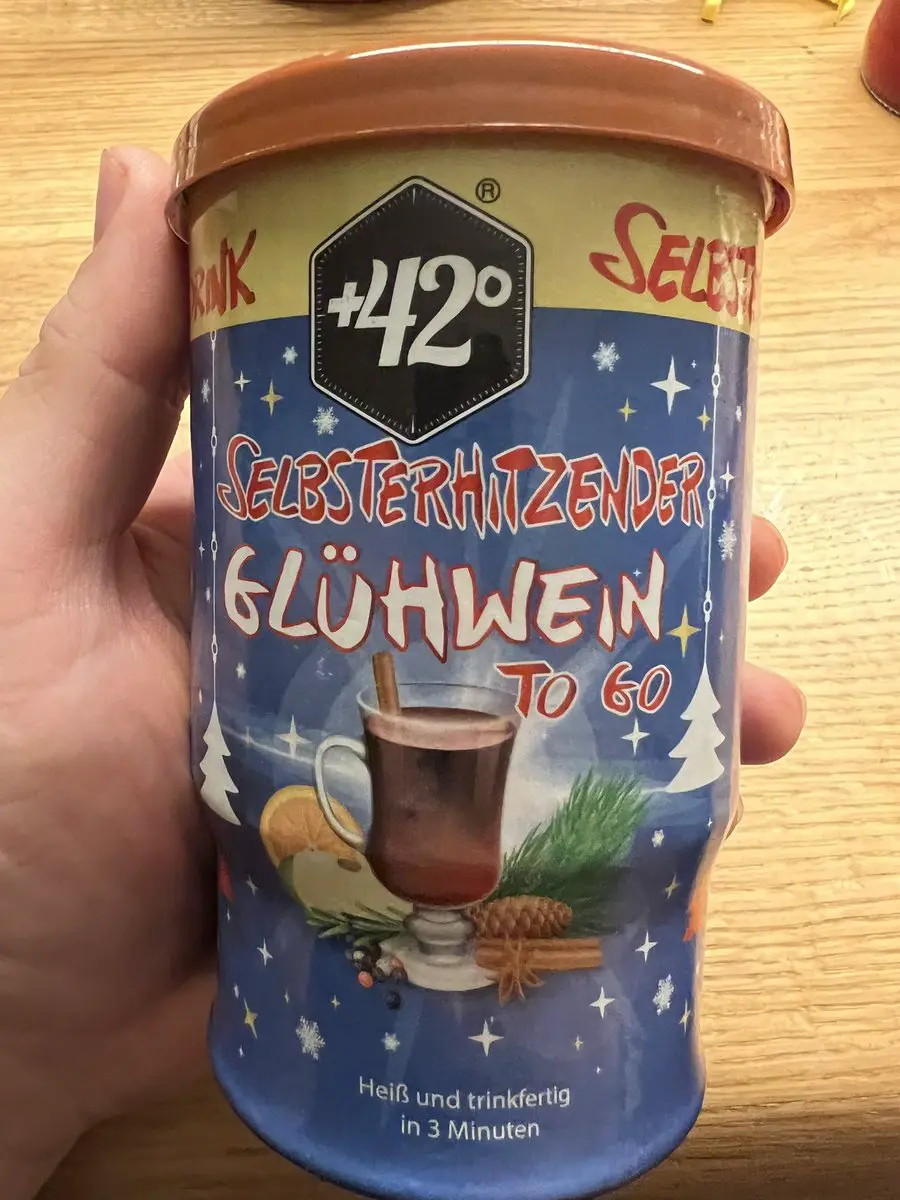 ®
+42°
SELBSTERHITZENDER
GLÜHWEIN
TO GO
Heiß und trinkfertig
in 3 Minuten